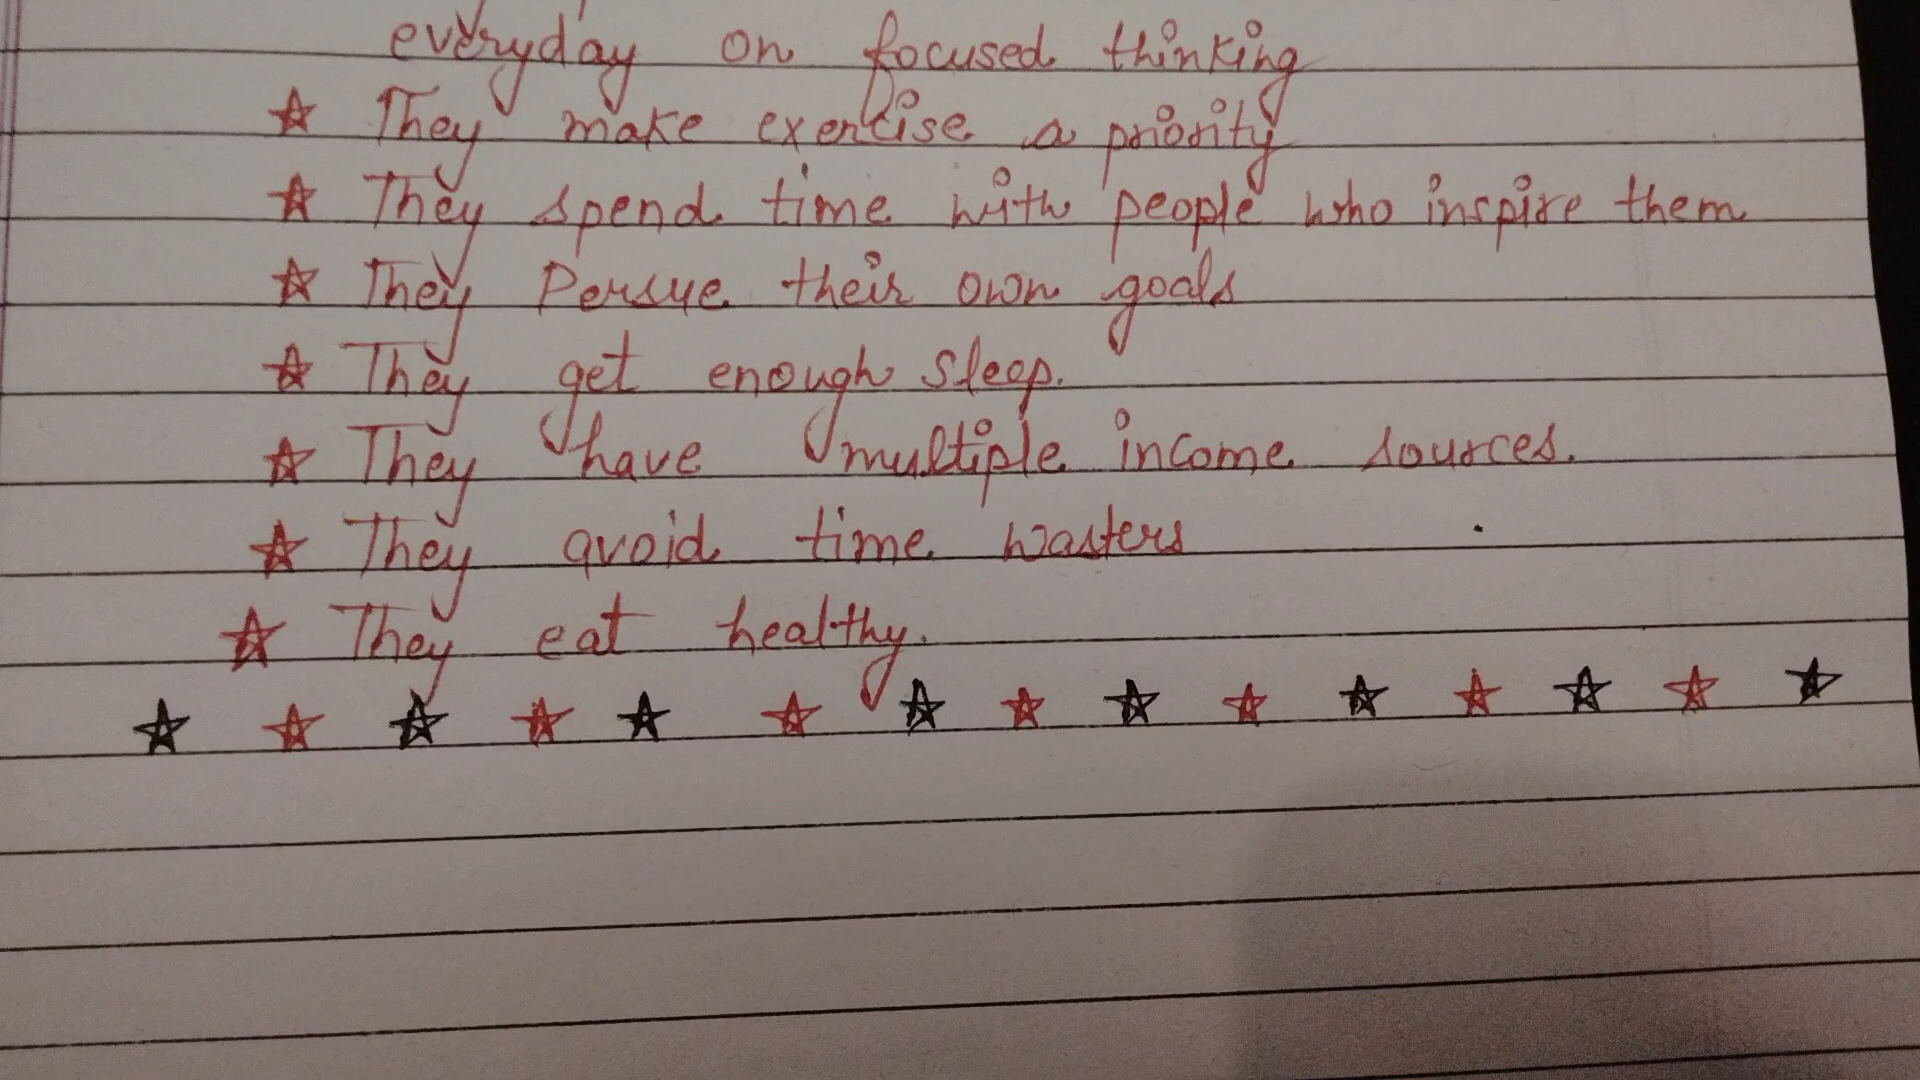 everyday on focused thinking
☆ They make exercise a priority
☆ They spend time with people who inspire them
☆ They Persue their own goals
☆ They get enough sleep.
☆ They have multiple income sources.
☆ They avoid time wasters
☆ They eat healthy.